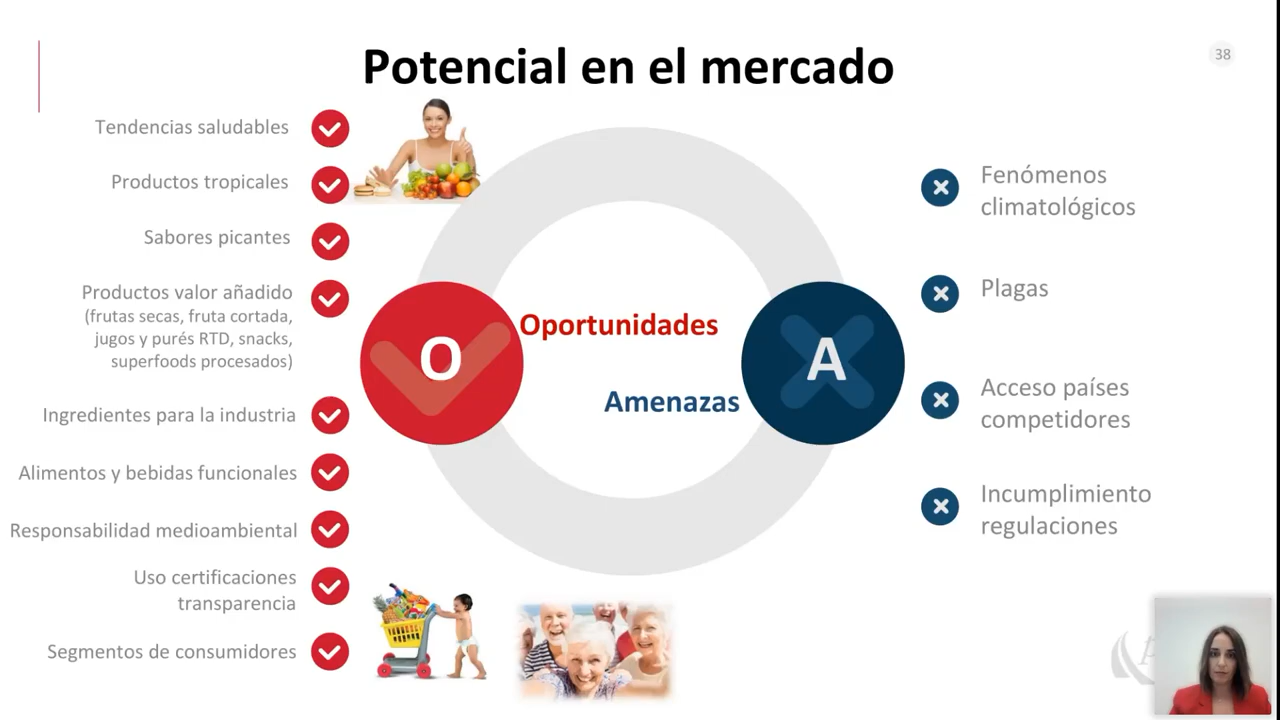 Potencial en el mercado
38
Tendencias saludables
Productos tropicales
Sabores picantes
Productos valor añadido
(frutas secas, fruta cortada,
jugos y purés RTD, snacks,
superfoods procesados)
Ingredientes para la industria
Alimentos y bebidas funcionales
Responsabilidad medioambiental
Uso certificaciones
transparencia
Segmentos de consumidores
O
Oportunidades
Amenazas
A
Fenómenos
climatológicos
Plagas
Acceso países
competidores
Incumplimiento
regulaciones